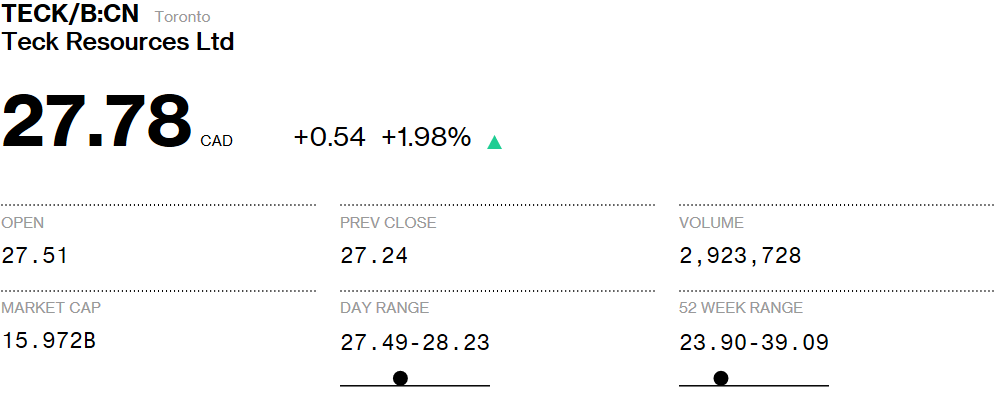 TECK/B:CN Toronto
Teck Resources Ltd
27.78 CAD +0.54 +1.98%
OPEN PREV CLOSE VOLUME
27.51 27.24 2,923,728
MARKET CAP DAY RANGE 52 WEEK RANGE
15.972B 27.49-28.23 23.90-39.09